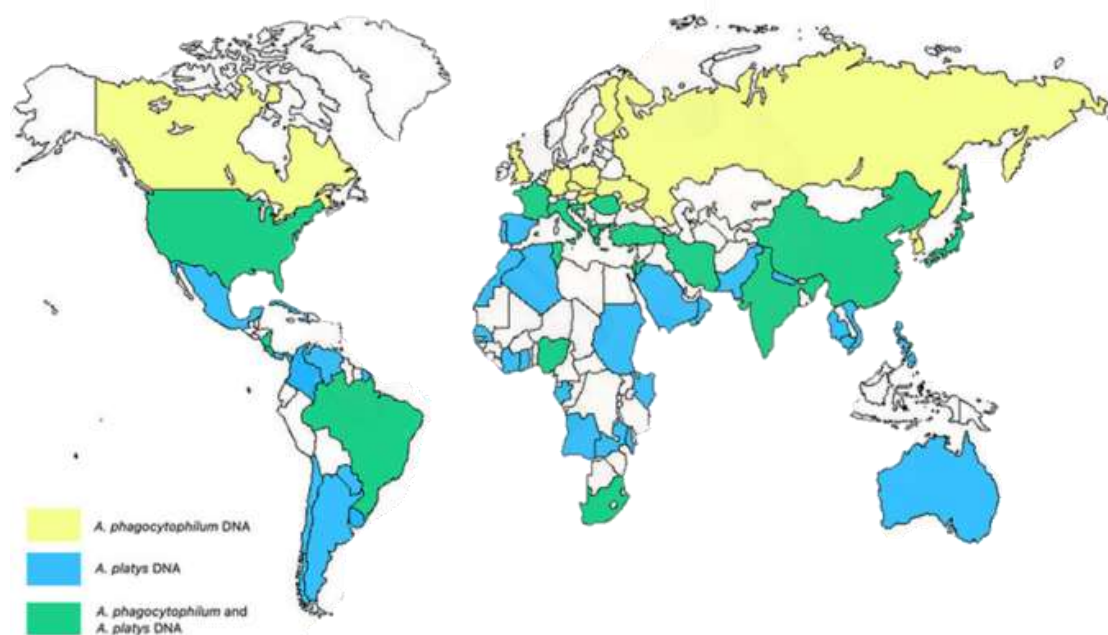 A. phagocytophilum DNA
A. platys DNA
A. phagocytophilum and
A. platys DNA